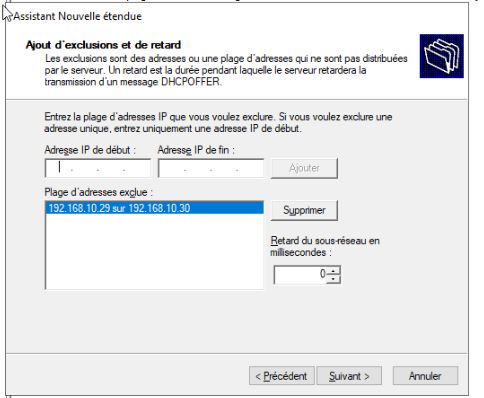 Assistant Nouvelle étendue
Ajout d'exclusions et de retard
Les exclusions sont des adresses ou une plage d'adresses qui ne sont pas distribuées
par le serveur. Un retard est la durée pendant laquelle le serveur retardera la
transmission d'un message DHCPOFFER.
Entrez la plage d'adresses IP que vous voulez exclure. Si vous voulez exclure une
adresse unique, entrez uniquement une adresse IP de début.
Adresse IP de début : Adresse IP de fin :
. . . . . . Ajouter
Plage d'adresses exclue :
192.168.10.29 sur 192.168.10.30 Supprimer
Retard du sous-réseau en
millisecondes :
0
< Précédent Suivant > Annuler